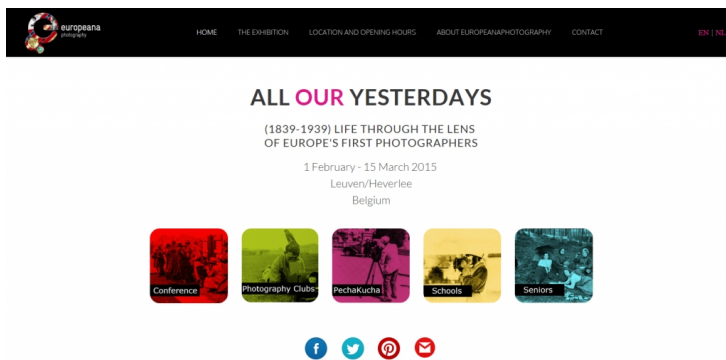 europeana
photography
HOME
THE EXHIBITION
LOCATION AND OPENING HOURS
ABOUT EUROPEANAPHOTOGRAPHY
CONTACT
EN | NL
ALL OUR YESTERDAYS
(1839-1939) LIFE THROUGH THE LENS
OF EUROPE'S FIRST PHOTOGRAPHERS
1 February - 15 March 2015
Leuven/Heverlee
Belgium
Conference
Photography Clubs
PechaKucha
Schools
Seniors